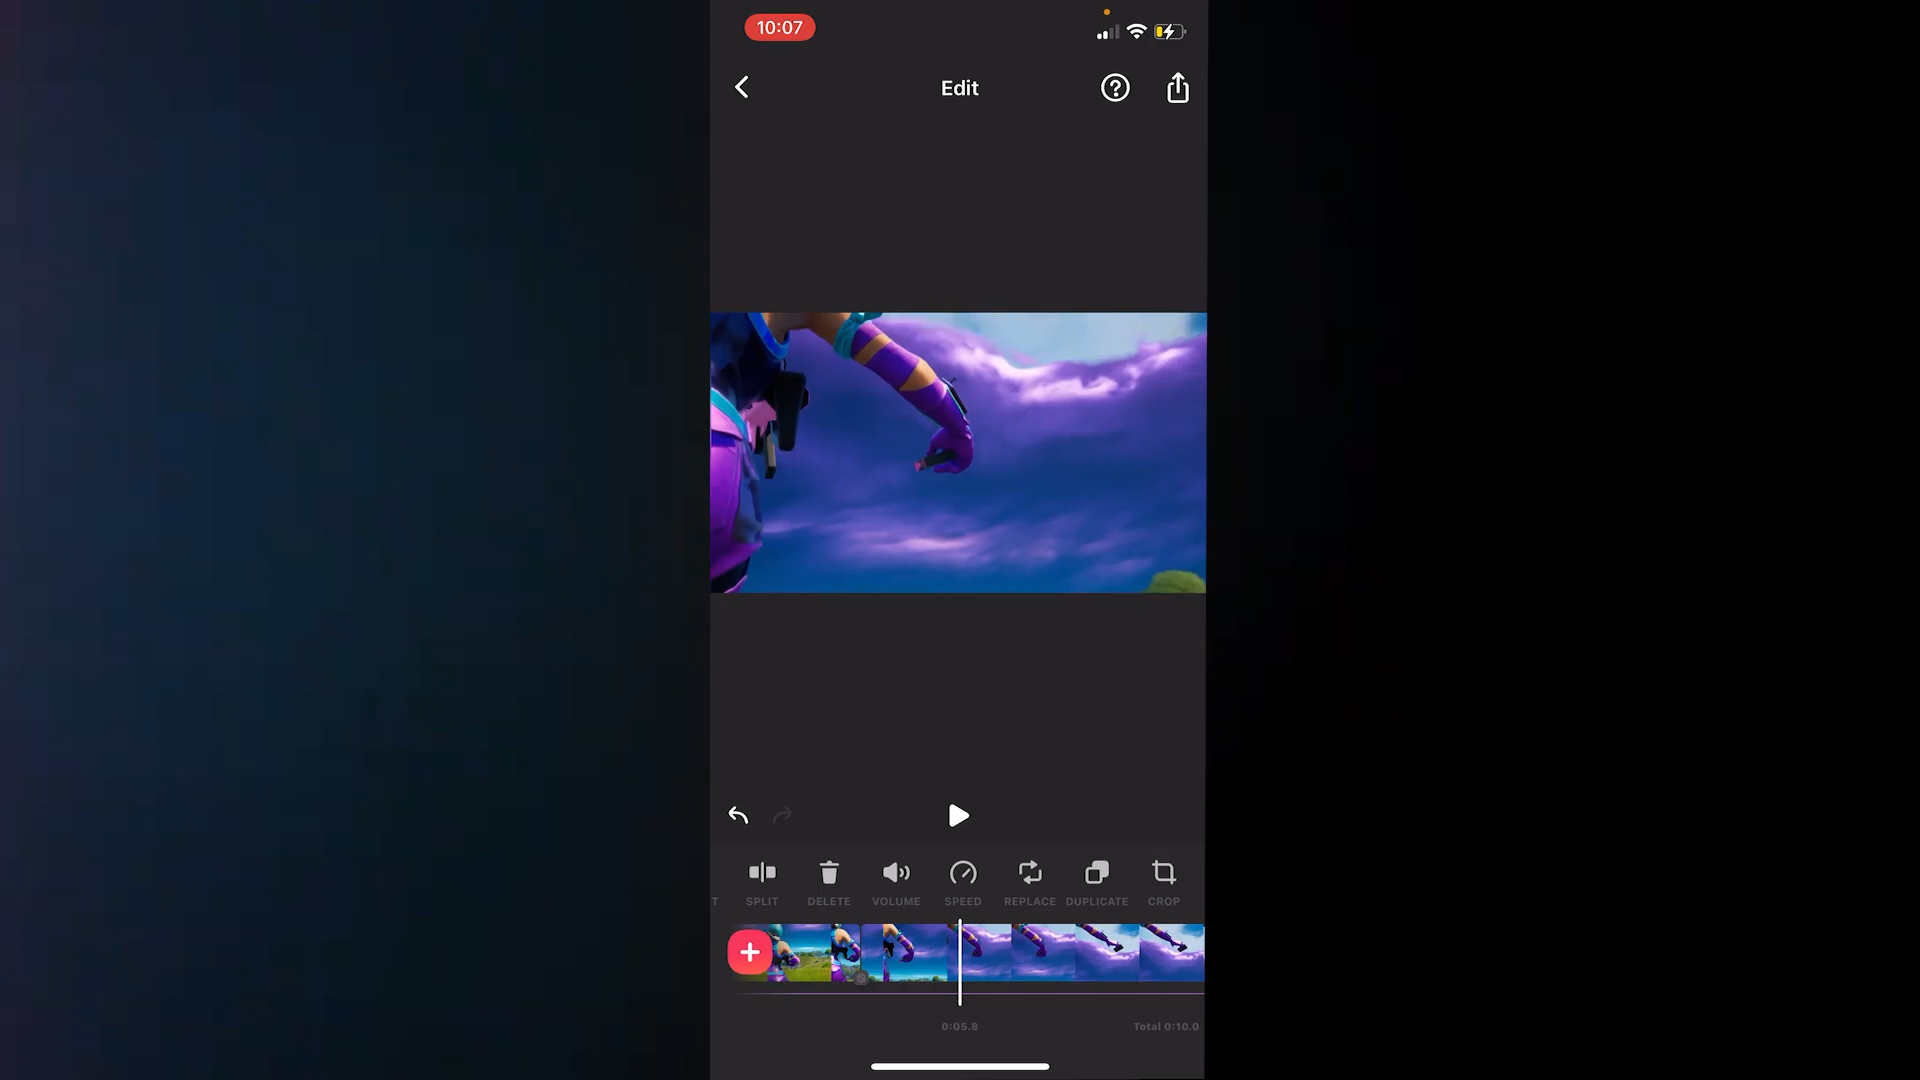 10:07
Edit
T SPLIT DELETE VOLUME SPEED REPLACE DUPLICATE CROP
0:05.8 Total 0:10.0